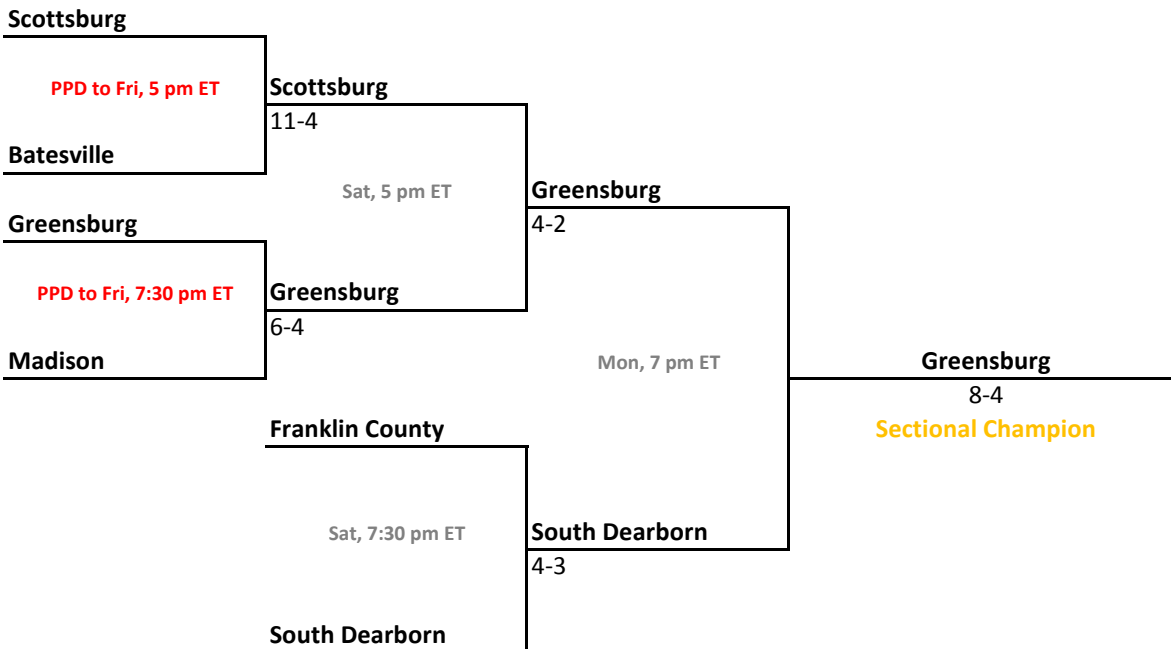 Scottsburg
PPD to Fri, 5 pm ET
Scottsburg
11-4
Batesville
Sat, 5 pm ET
Greensburg
4-2
Greensburg
PPD to Fri, 7:30 pm ET
Greensburg
6-4
Madison
Mon, 7 pm ET
Greensburg
8-4
Sectional Champion
Franklin County
Sat, 7:30 pm ET
South Dearborn
4-3
South Dearborn